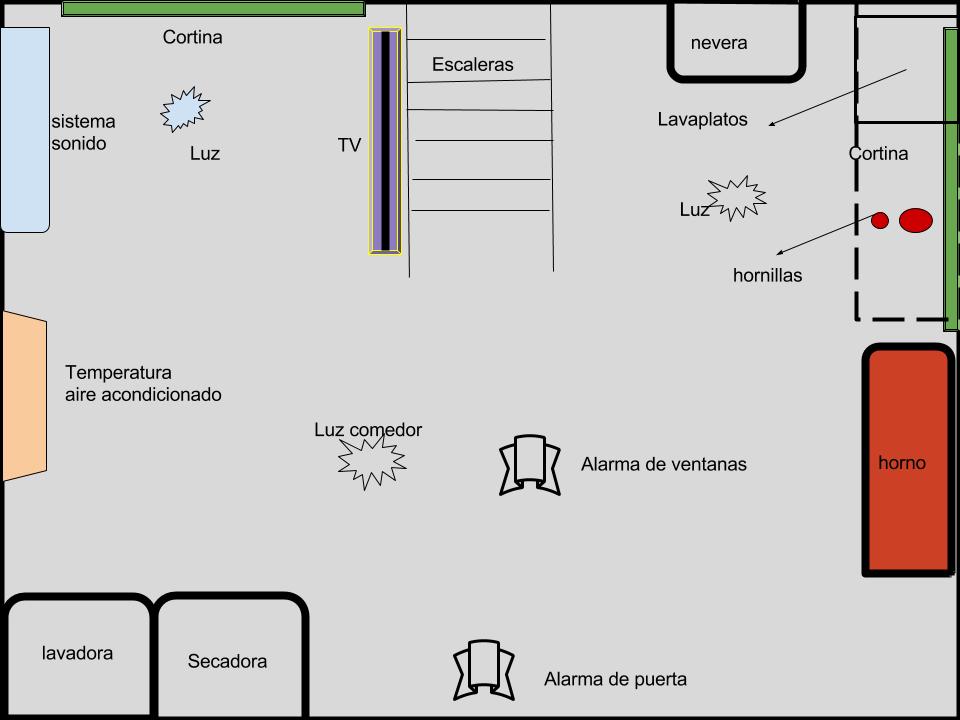 Cortina
nevera
Escaleras
sistema
sonido
Lavaplatos
TV
Luz
Cortina
Luz
hornillas
Temperatura
aire acondicionado
Luz comedor
Alarma de ventanas
horno
lavadora
Secadora
Alarma de puerta